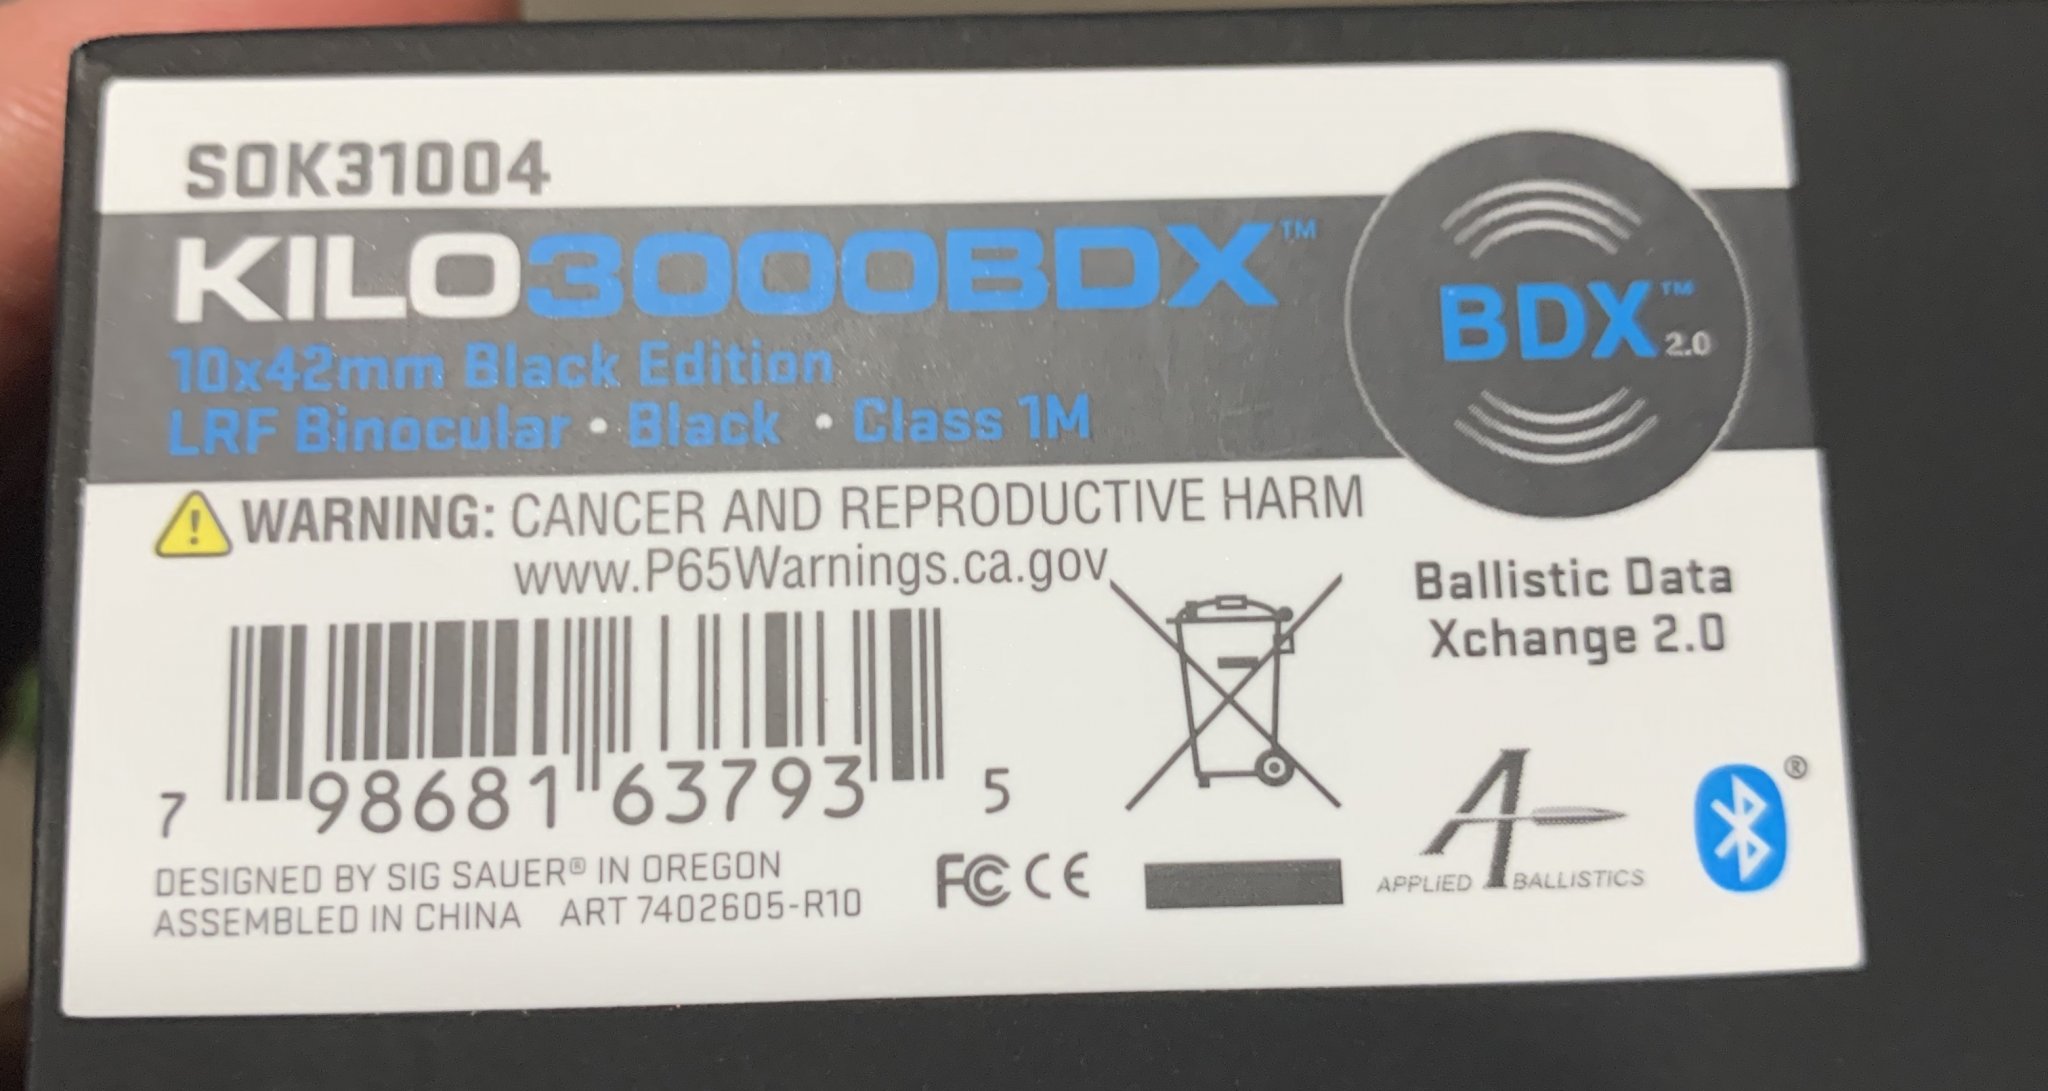 SOK31004
KILO3000BDX™
10x42mm Black Edition
LRF Binocular • Black • Class 1M
BDX™ 2.0
WARNING: CANCER AND REPRODUCTIVE HARM
www.P65Warnings.ca.gov
Ballistic Data
Xchange 2.0
7 98681 63793 5
DESIGNED BY SIG SAUER® IN OREGON
ASSEMBLED IN CHINA ART 7402605-R10
FC CE
APPLIED BALLISTICS
®